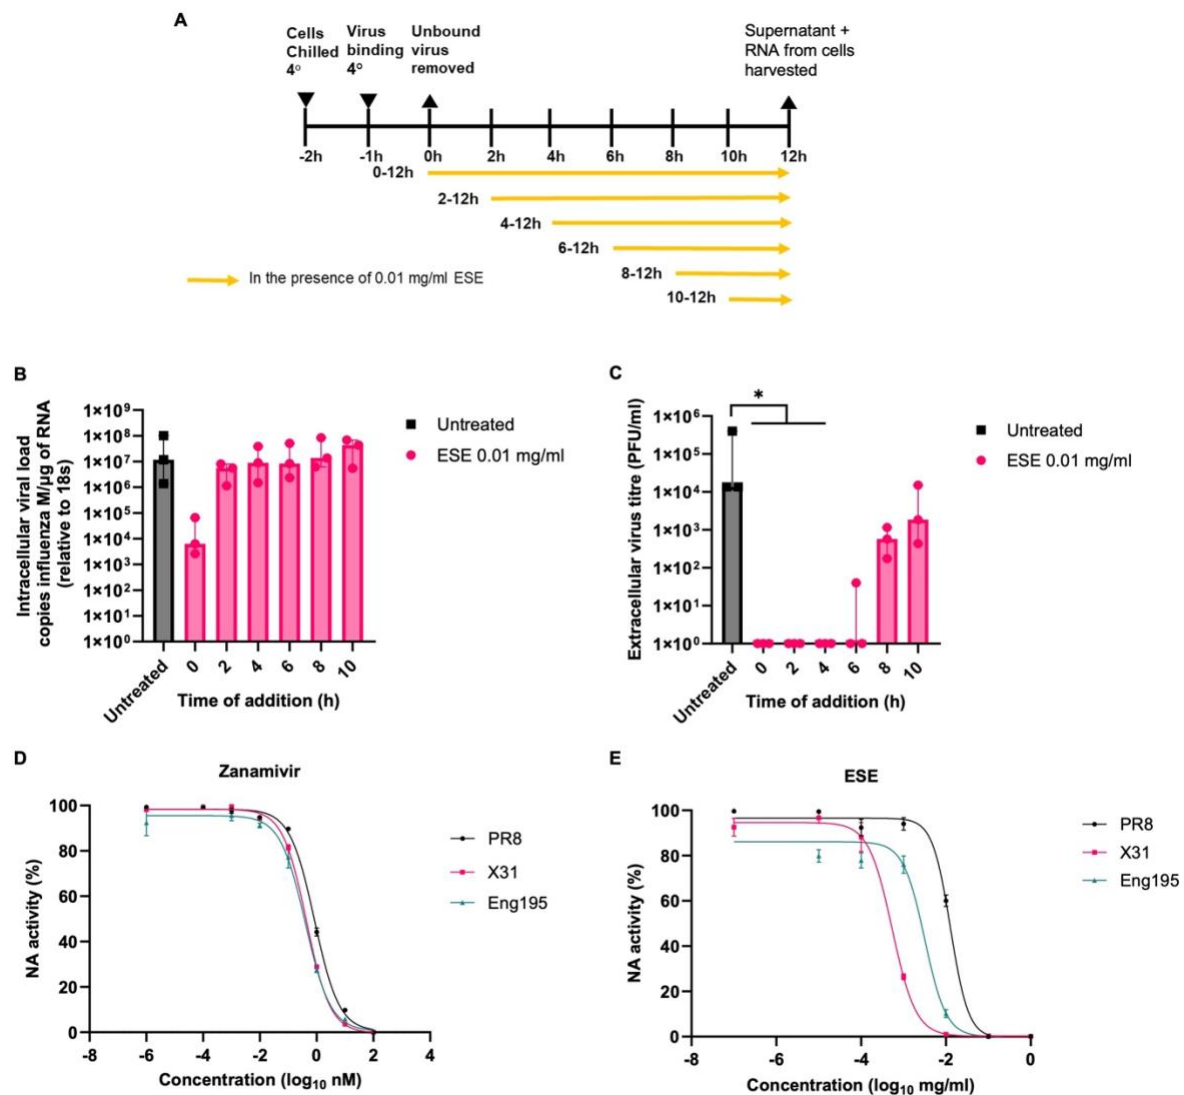 A
Cells
Chilled
4°
Virus
binding
4°
Unbound
virus
removed
Supernatant +
RNA from cells
harvested
-2h
-1h
0h
2h
4h
6h
8h
10h
12h
0-12h
2-12h
4-12h
6-12h
8-12h
10-12h
In the presence of 0.01 mg/ml ESE
B
Intracellular viral load
copies influenza M/µg of RNA
(relative to 18s)
1×10⁹
1×10⁸
1×10⁷
1×10⁶
1×10⁵
1×10⁴
1×10³
1×10²
1×10¹
1×10⁰
Untreated
0
2
4
6
8
10
Time of addition (h)
Untreated
ESE 0.01 mg/ml
C
Extracellular virus titre (PFU/ml)
1×10⁶
1×10⁵
1×10⁴
1×10³
1×10²
1×10¹
1×10⁰
*
Untreated
0
2
4
6
8
10
Time of addition (h)
Untreated
ESE 0.01 mg/ml
D
Zanamivir
NA activity (%)
100
80
60
40
20
0
-8
-6
-4
-2
0
2
4
Concentration (log₁₀ nM)
PR8
X31
Eng195
E
ESE
NA activity (%)
100
80
60
40
20
0
-8
-6
-4
-2
0
Concentration (log₁₀ mg/ml)
PR8
X31
Eng195